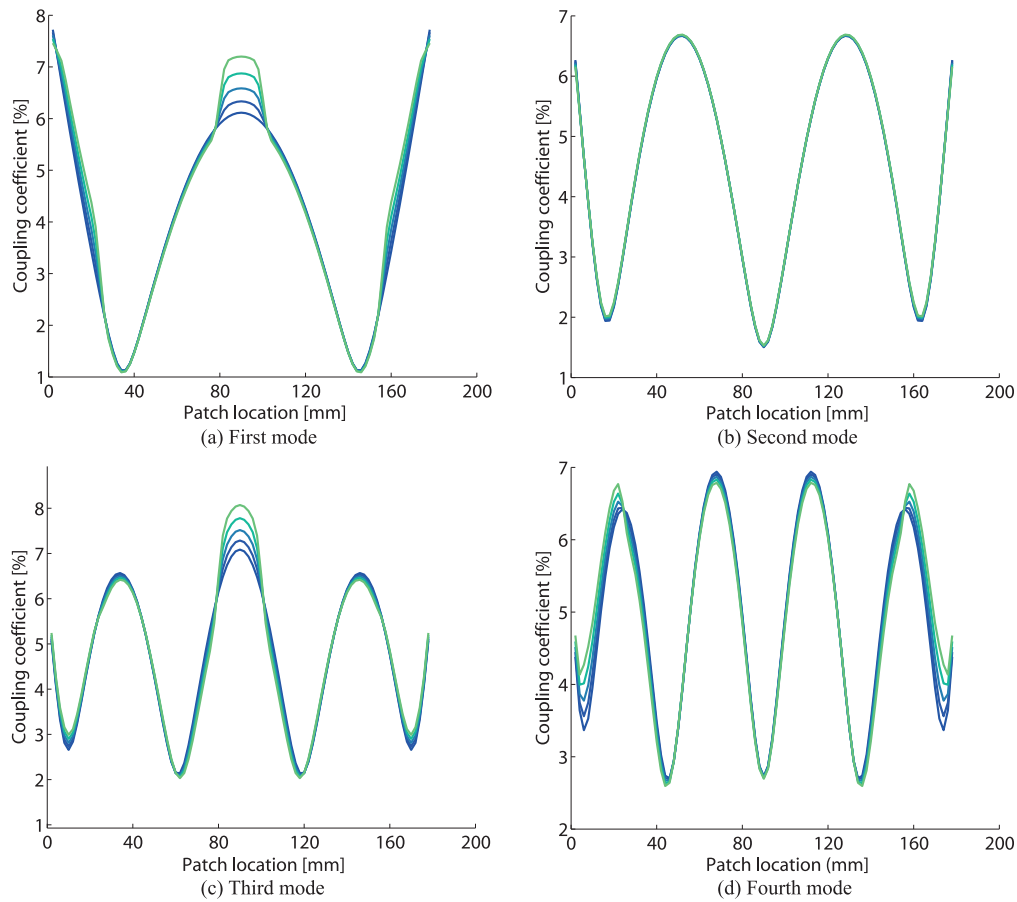 8
7
6
5
4
3
2
1
Coupling coefficient [%]
0 40 80 120 160 200
Patch location [mm]
(a) First mode
7
6
5
4
3
2
1
Coupling coefficient [%]
0 40 80 120 160 200
Patch location [mm]
(b) Second mode
8
7
6
5
4
3
2
1
Coupling coefficient [%]
0 40 80 120 160 200
Patch location [mm]
(c) Third mode
7
6
5
4
3
2
Coupling coefficient [%]
0 40 80 120 160 200
Patch location (mm]
(d) Fourth mode